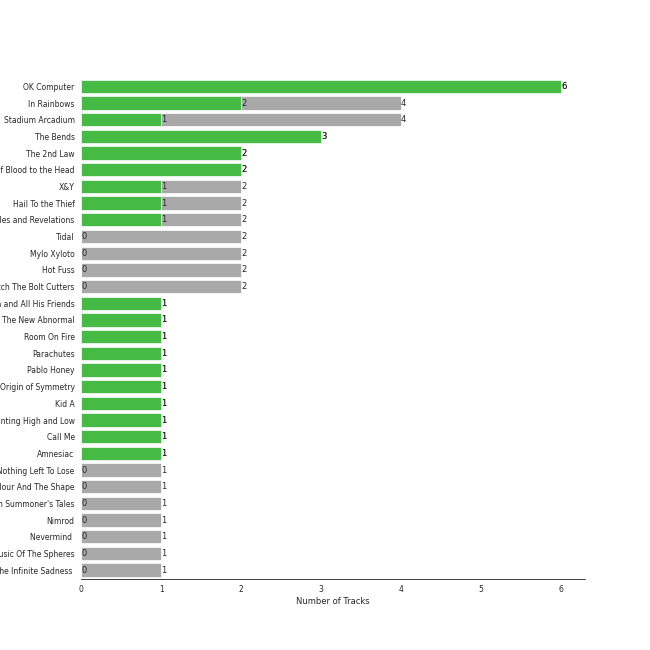 OK Computer 6
In Rainbows 2 4
Stadium Arcadium 1 4
The Bends 3
The 2nd Law 2
f Blood to the Head 2
X&Y 1 2
Hail To the Thief 1 2
les and Revelations 1 2
Tidal 0 2
Mylo Xyloto 0 2
Hot Fuss 0 2
tch The Bolt Cutters 0 2
and All His Friends 1
The New Abnormal 1
Room On Fire 1
Parachutes 1
Pablo Honey 1
Origin of Symmetry 1
Kid A 1
nting High and Low 1
Call Me 1
Amnesiac 1
Nothing Left To Lose 0 1
lour And The Shape 0 1
n Summoner's Tales 0 1
Nimrod 0 1
Nevermind 0 1
usic Of The Spheres 0 1
he Infinite Sadness 0 1
0 1 2 3 4 5 6
Number of Tracks